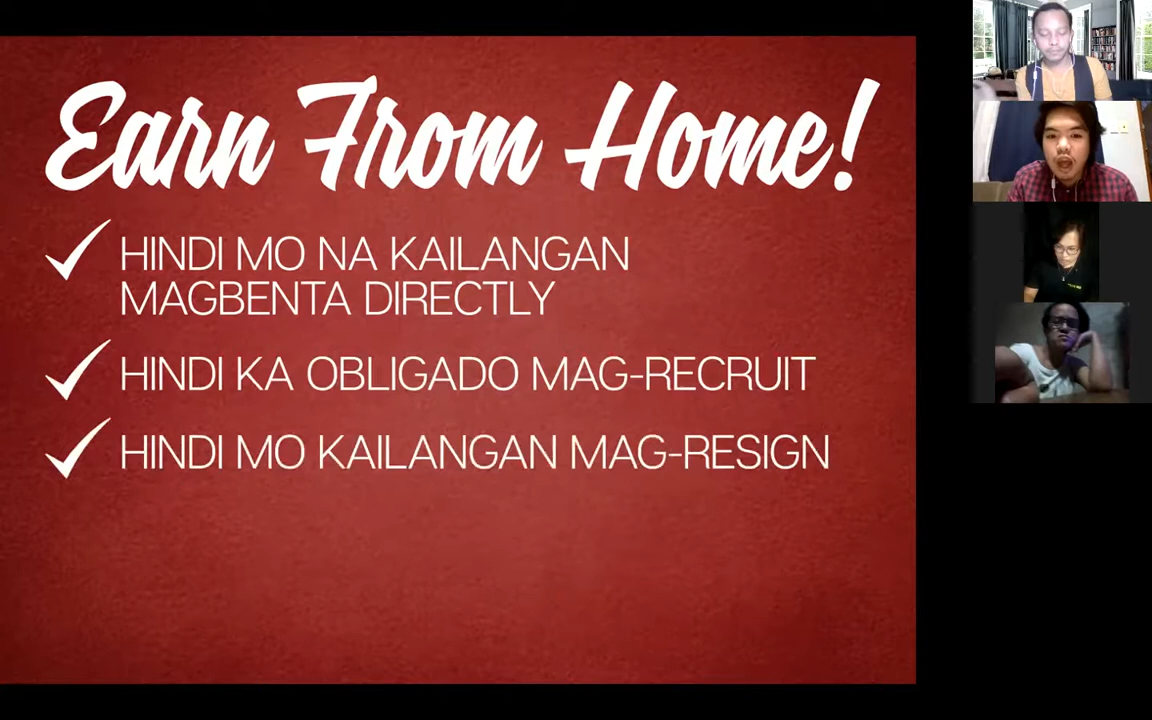 Earn From Home!
HINDI MO NA KAILANGAN
MAGBENTA DIRECTLY
HINDI KA OBLIGADO MAG-RECRUIT
HINDI MO KAILANGAN MAG-RESIGN